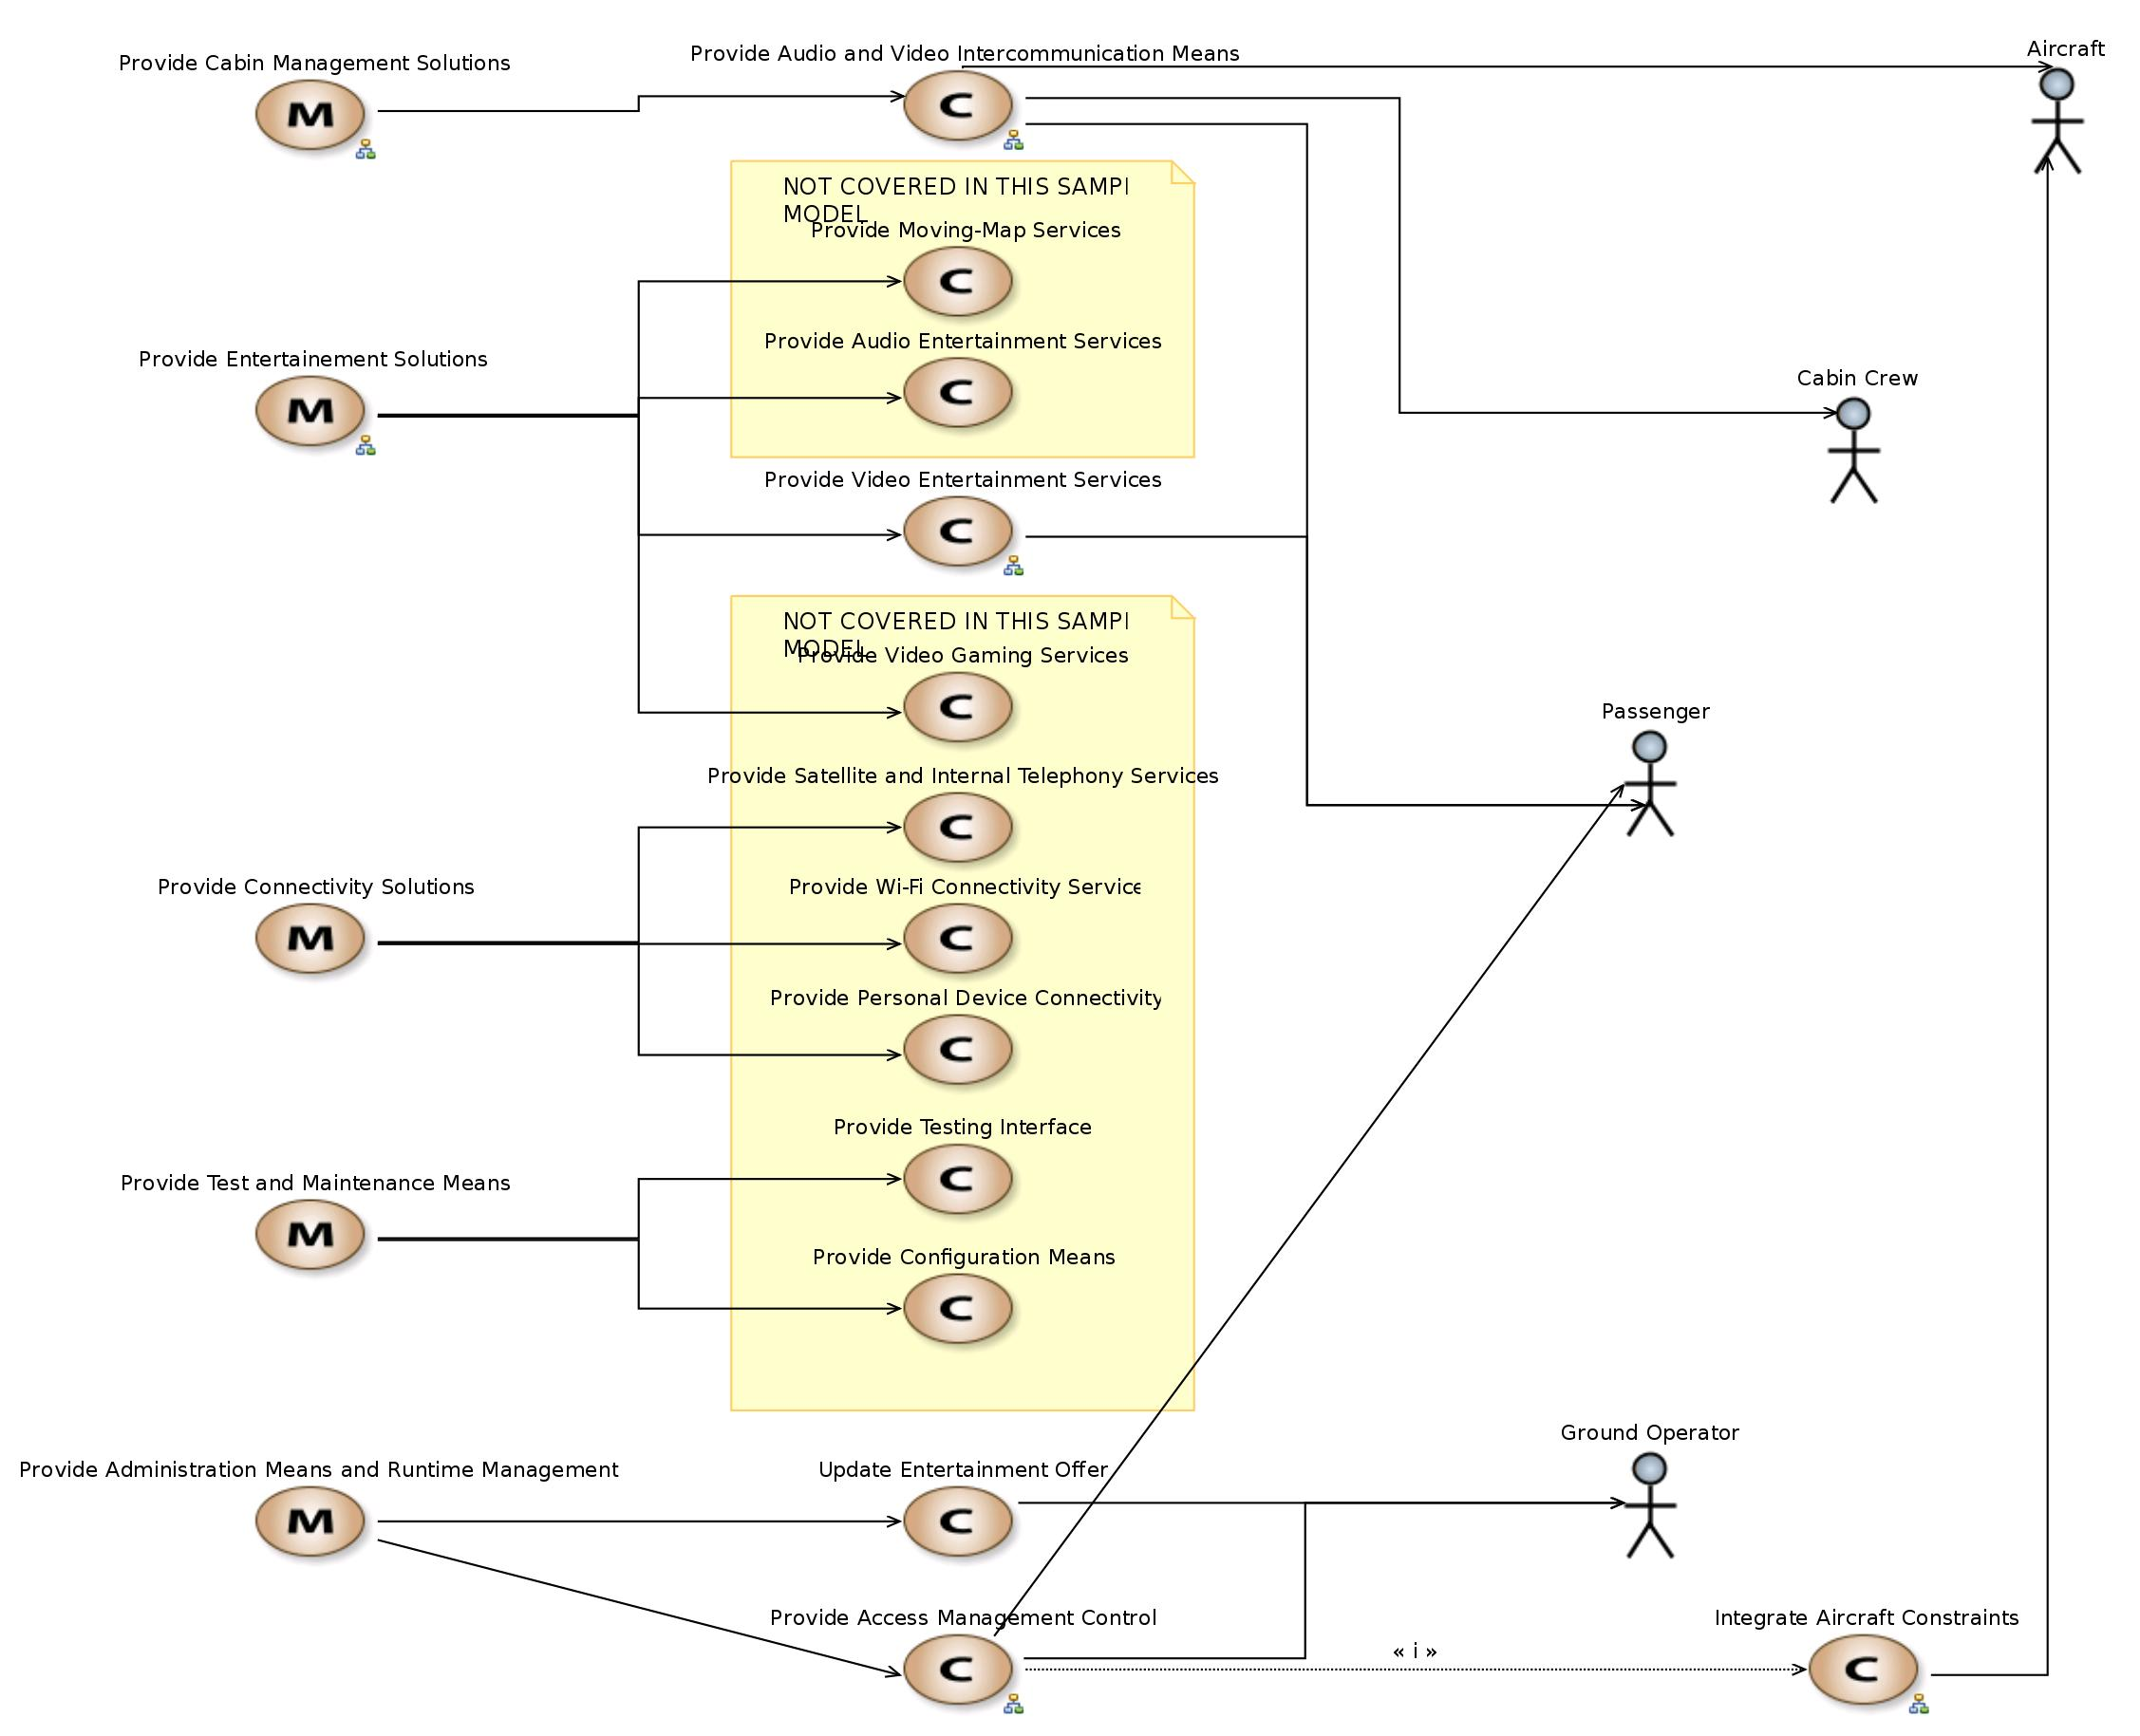 Provide Cabin Management Solutions
Provide Audio and Video Intercommunication Means
Aircraft
M
C
NOT COVERED IN THIS SAMPI
MODEL
Provide Moving-Map Services
C
Provide Entertainement Solutions
M
Provide Audio Entertainment Services
C
Cabin Crew
Provide Video Entertainment Services
C
NOT COVERED IN THIS SAMPI
MODEL
Provide Video Gaming Services
C
Passenger
Provide Satellite and Internal Telephony Services
C
Provide Connectivity Solutions
M
Provide Wi-Fi Connectivity Service
C
Provide Personal Device Connectivity
C
Provide Testing Interface
C
Provide Test and Maintenance Means
M
Provide Configuration Means
C
Ground Operator
Provide Administration Means and Runtime Management
M
Update Entertainment Offer
C
Provide Access Management Control
C
« i »
Integrate Aircraft Constraints
C